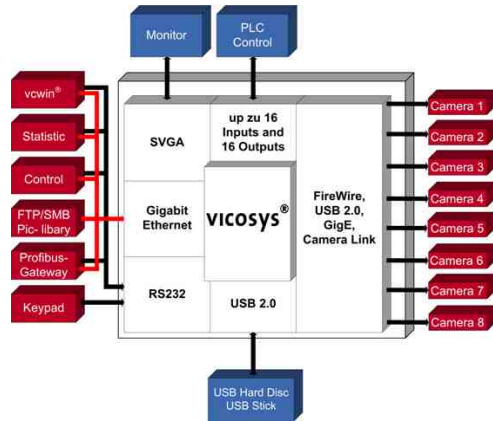 Monitor
PLC
Control
vcwin®
Statistic
Control
FTP/SMB
Pic- libary
Profibus-
Gateway
Keypad
SVGA
up zu 16
Inputs and
16 Outputs
Gigabit
Ethernet
VICOSYS®
FireWire,
USB 2.0,
GigE,
Camera Link
RS232
USB 2.0
Camera 1
Camera 2
Camera 3
Camera 4
Camera 5
Camera 6
Camera 7
Camera 8
USB Hard Disc
USB Stick